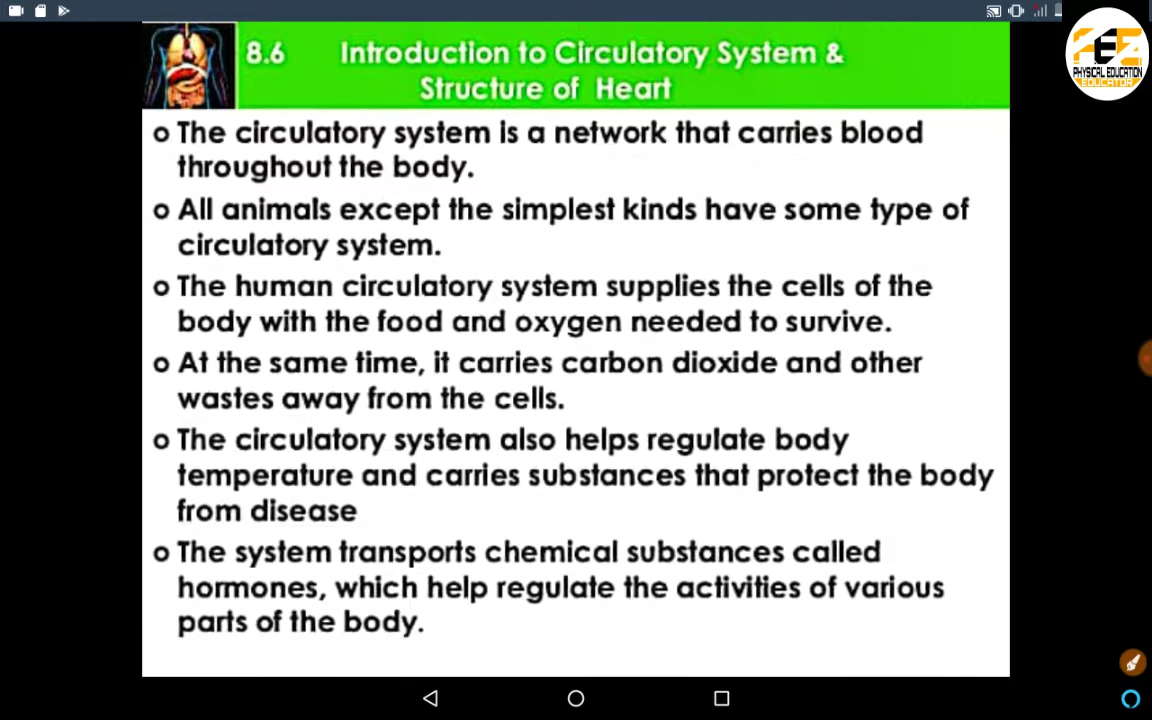 8.6 Introduction to Circulatory System &
Structure of Heart
o The circulatory system is a network that carries blood
throughout the body.
o All animals except the simplest kinds have some type of
circulatory system.
o The human circulatory system supplies the cells of the
body with the food and oxygen needed to survive.
o At the same time, it carries carbon dioxide and other
wastes away from the cells.
o The circulatory system also helps regulate body
temperature and carries substances that protect the body
from disease
o The system transports chemical substances called
hormones, which help regulate the activities of various
parts of the body.
PEE
PHYSICAL EDUCATION
EDUCATOR